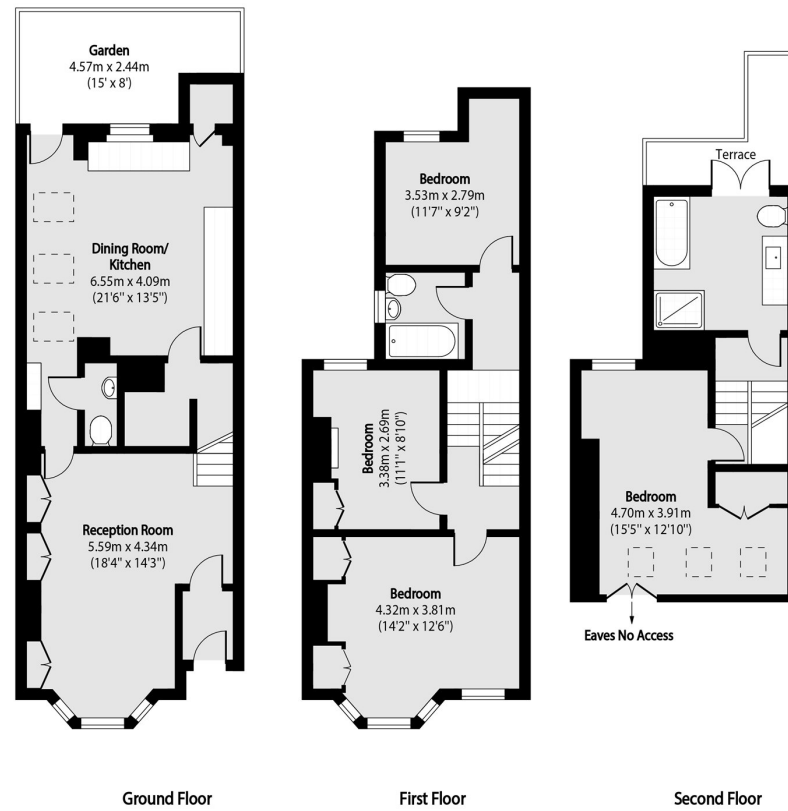 Garden
4.57m x 2.44m
(15' x 8')
Dining Room/
Kitchen
6.55m x 4.09m
(21'6" x 13'5")
Reception Room
5.59m x 4.34m
(18'4" x 14'3")
Ground Floor
Bedroom
3.53m x 2.79m
(11'7" x 9'2")
Bedroom
3.38m x 2.69m
(11'1" x 8'10")
Bedroom
4.32m x 3.81m
(14'2" x 12'6")
First Floor
Terrace
Bedroom
4.70m x 3.91m
(15'5" x 12'10")
Eaves No Access
Second Floor